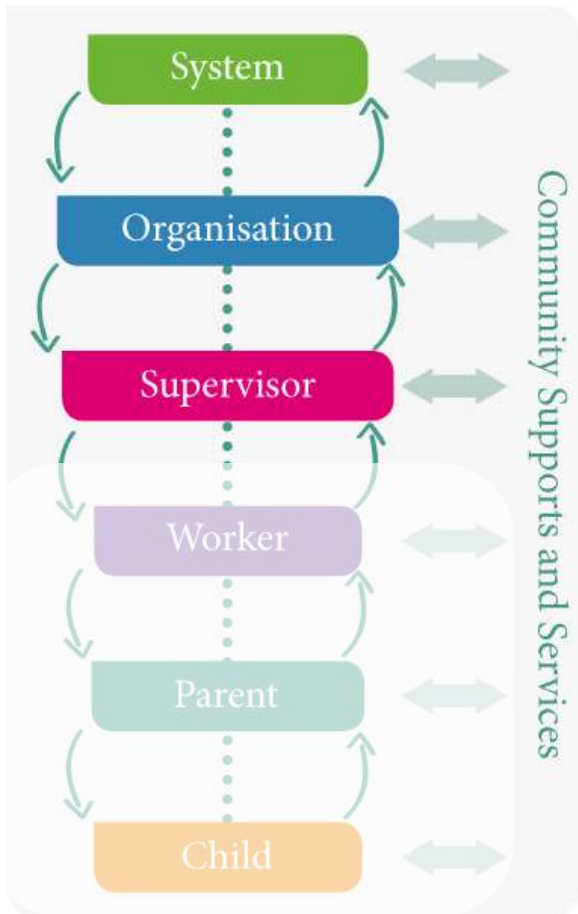 System
Organisation
Supervisor
Worker
Parent
Child
Community Supports and Services